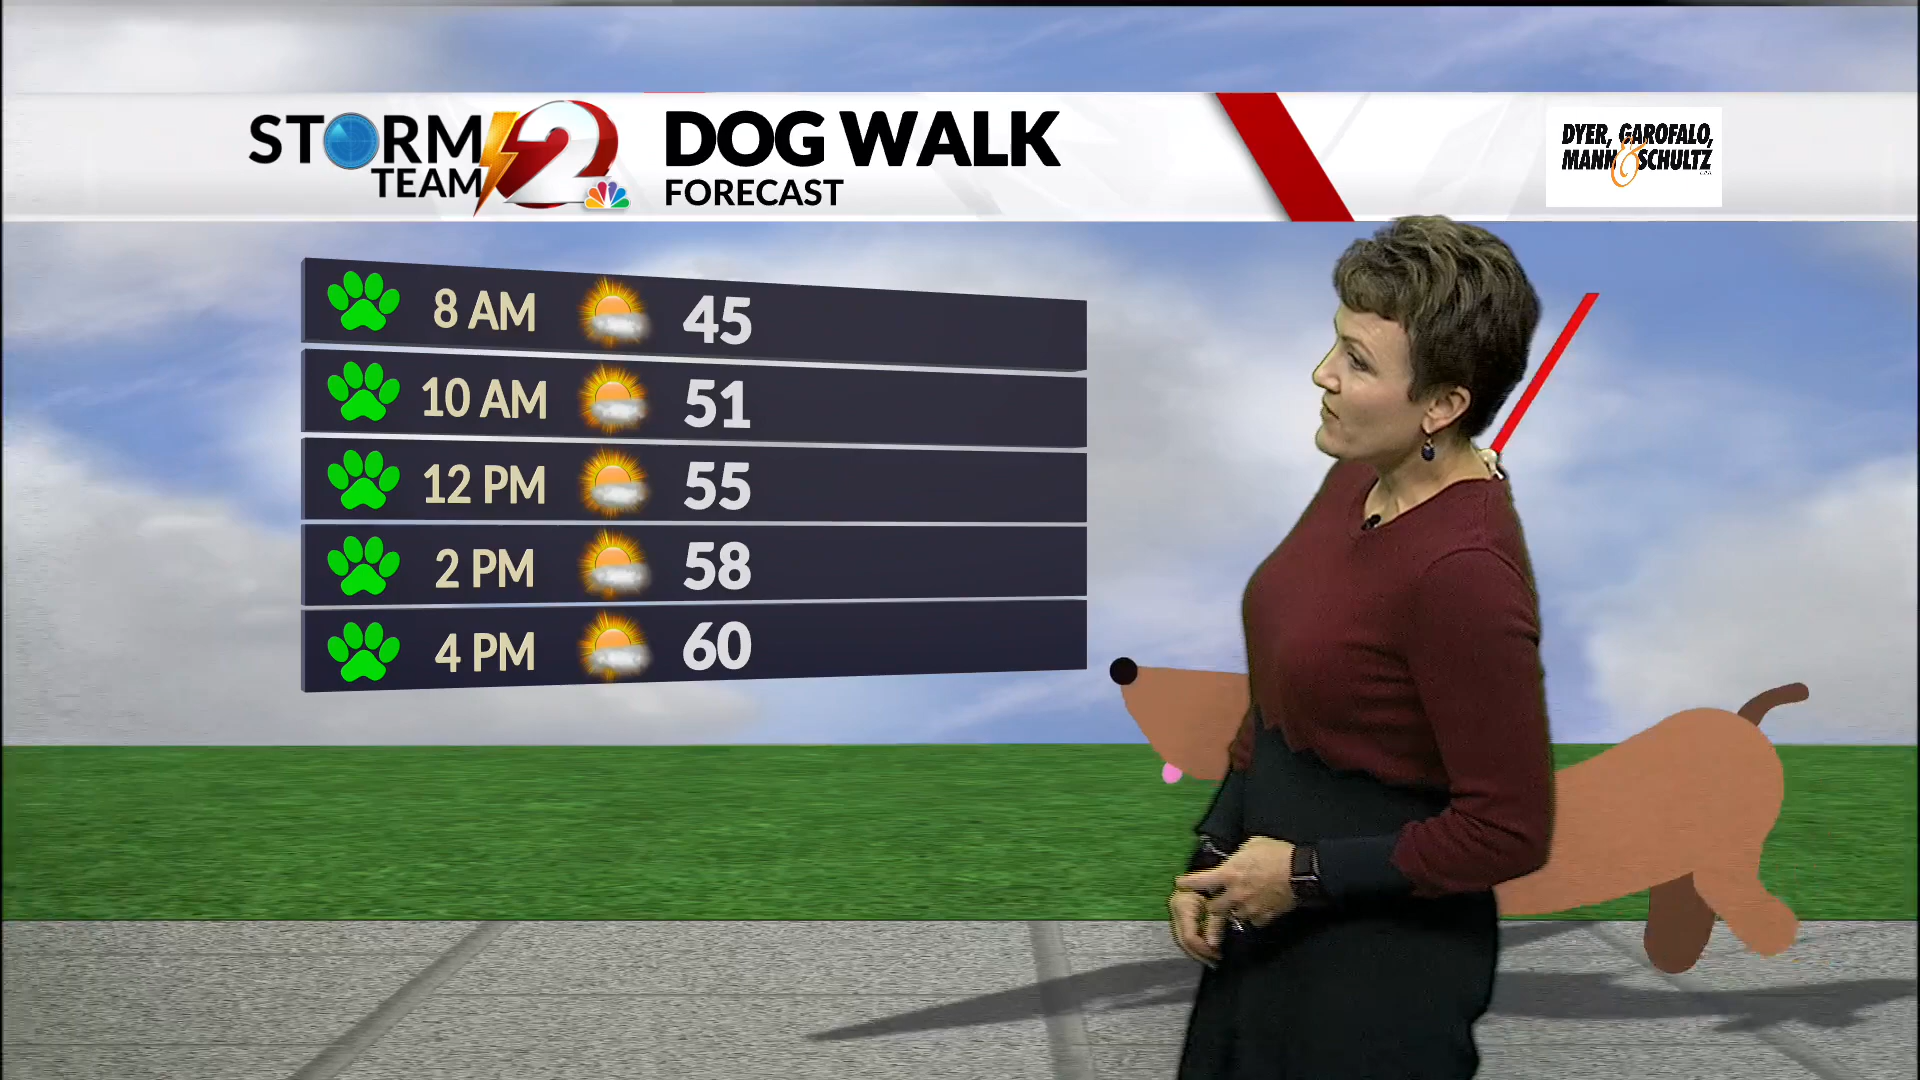 STORM
TEAM
2
DOG WALK
FORECAST
DYER, GAROFALO,
MANN & SCHULTZ
8 AM 45
10 AM 51
12 PM 55
2 PM 58
4 PM 60